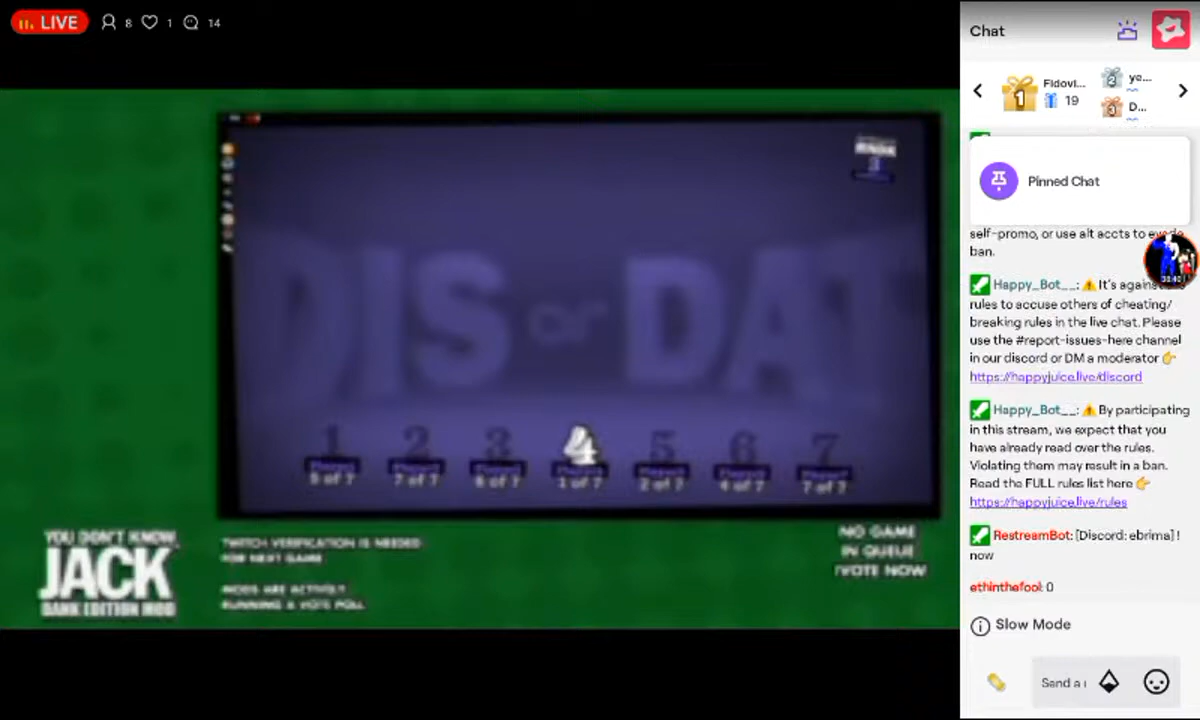 LIVE 8 1 14
DIS or DAT
1 2 3 4 5 6 7
5 of 7 7 of 7 6 of 7 1 of 7 2 of 7 4 of 7 7 of 7
YOU DON'T KNOW
JACK
DANK EDITION MOD
TWITCH VERIFICATION IS NEEDED
FOR NEXT GAME
MODS ARE ACTIVELY
RUNNING A VOTE POLL
NO GAME
IN QUEUE
!VOTE NOW
Chat
1 Fidovi... 19
2 ye...
3 D...
Pinned Chat
self-promo, or use alt accts to evade
ban.
Happy_Bot__: ⚠️It's against
rules to accuse others of cheating/
breaking rules in the live chat. Please
use the #report-issues-here channel
in our discord or DM a moderator 👉
https://happyjuice.live/discord
Happy_Bot__: ⚠️By participating
in this stream, we expect that you
have already read over the rules.
Violating them may result in a ban.
Read the FULL rules list here 👉
https://happyjuice.live/rules
RestreamBot: [Discord: ebrima] !
now
ethinthefool: 0
Slow Mode
Send a